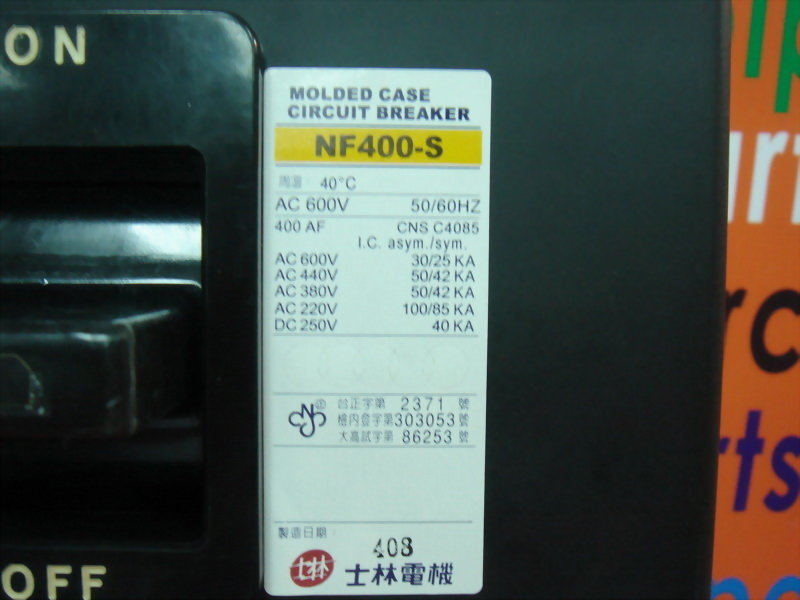 ON
MOLDED CASE
CIRCUIT BREAKER
NF400-S
周溫: 40°C
AC 600V 50/60HZ
400 AF CNS C4085
I.C. asym./sym.
AC 600V 30/25 KA
AC 440V 50/42 KA
AC 380V 50/42 KA
AC 220V 100/85 KA
DC 250V 40 KA
台正字第 2371 號
檢內登字第303053號
大高試字第 86253 號
製造日期:
408
士林 士林電機
OFF
rts